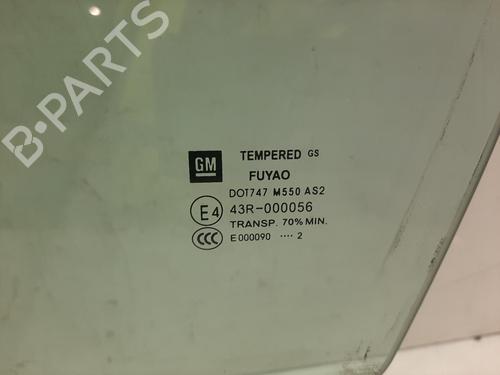 B-PARTS
GM
TEMPERED GS
FUYAO
DOT747 M550 AS2
E4 43R-000056
TRANSP. 70% MIN.
CCC E000090 .... 2